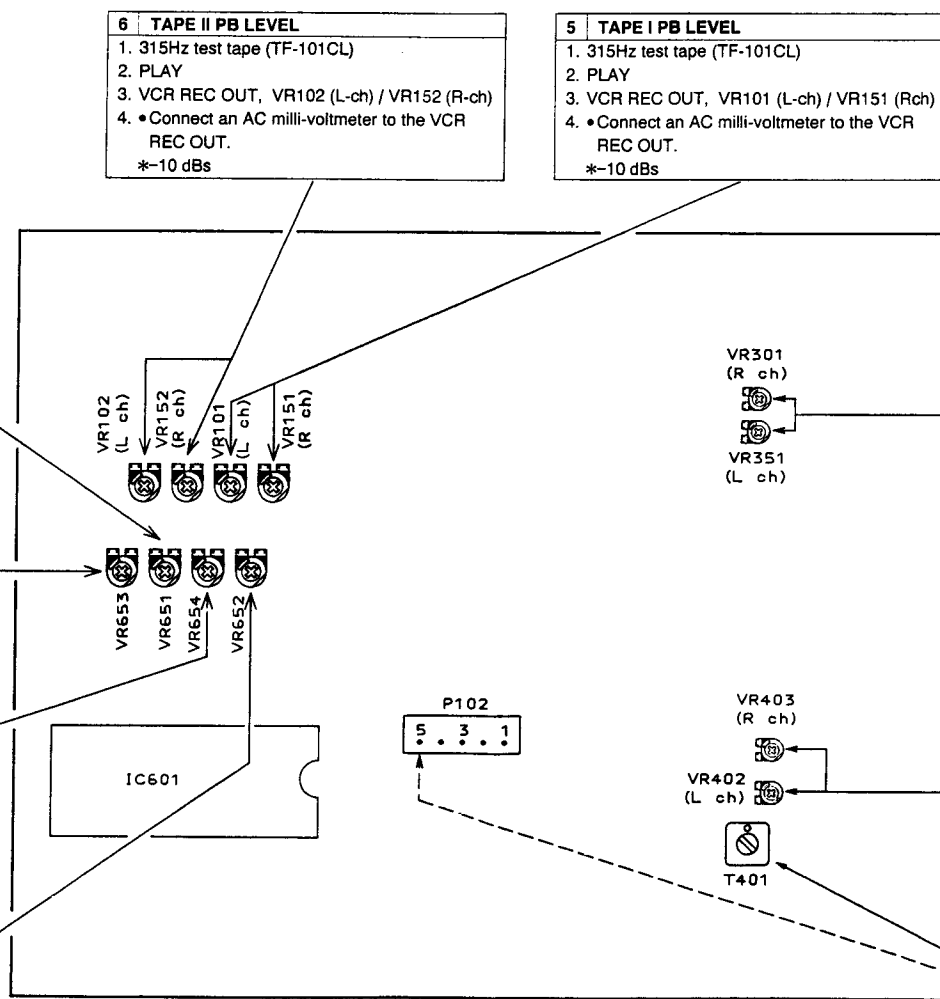 6 TAPE II PB LEVEL
1. 315Hz test tape (TF-101CL)
2. PLAY
3. VCR REC OUT, VR102 (L-ch) / VR152 (R-ch)
4. •Connect an AC milli-voltmeter to the VCR
REC OUT.
*–10 dBs
5 TAPE I PB LEVEL
1. 315Hz test tape (TF-101CL)
2. PLAY
3. VCR REC OUT, VR101 (L-ch) / VR151 (Rch)
4. •Connect an AC milli-voltmeter to the VCR
REC OUT.
*–10 dBs
VR102
(L ch)
VR152
(R ch)
VR101
(L ch)
VR151
(R ch)
VR301
(R ch)
VR351
(L ch)
VR653
VR651
VR654
VR652
P102
5 . 3 . 1
IC601
VR403
(R ch)
VR402
(L ch)
T401